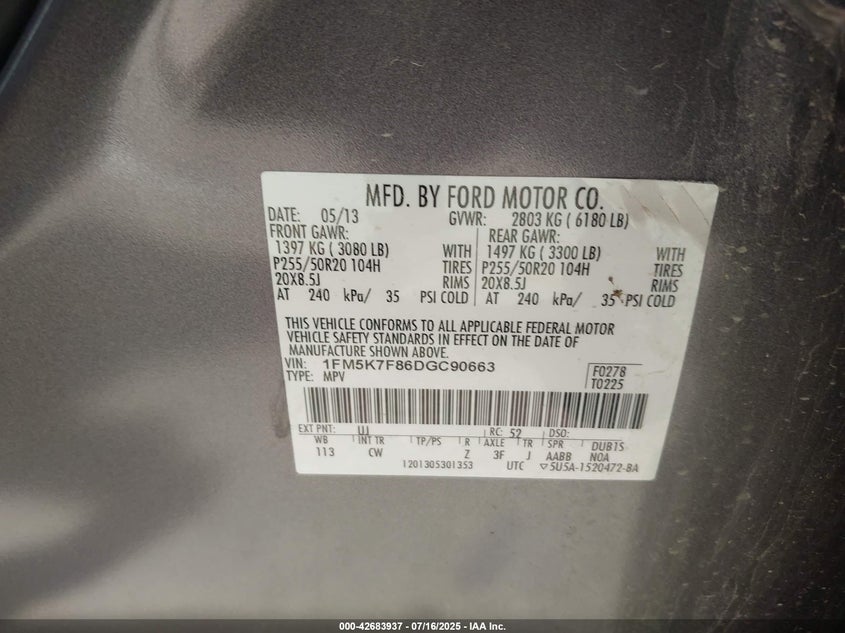 MFD. BY FORD MOTOR CO.
DATE: 05/13 GVWR: 2803 KG ( 6180 LB)
FRONT GAWR: REAR GAWR:
1397 KG ( 3080 LB) WITH 1497 KG ( 3300 LB) WITH
P255/50R20 104H TIRES P255/50R20 104H TIRES
20X8.5J RIMS 20X8.5J RIMS
AT 240 kPa/ 35 PSI COLD AT 240 kPa/ 35 PSI COLD
THIS VEHICLE CONFORMS TO ALL APPLICABLE FEDERAL MOTOR
VEHICLE SAFETY STANDARDS IN EFFECT ON THE DATE OF
MANUFACTURE SHOWN ABOVE.
VIN: 1FM5K7F86DGC90663 F0278
TYPE: MPV T0225
EXT PNT: UJ RC: 52 DSO:
WB INT TR TP/PS R AXLE TR SPR DUB1S
113 CW Z 3F J AABB NOA
1201305301353 UTC ▽5U5A-1520472-8A
000-42683937 - 07/16/2025 - IAA Inc.